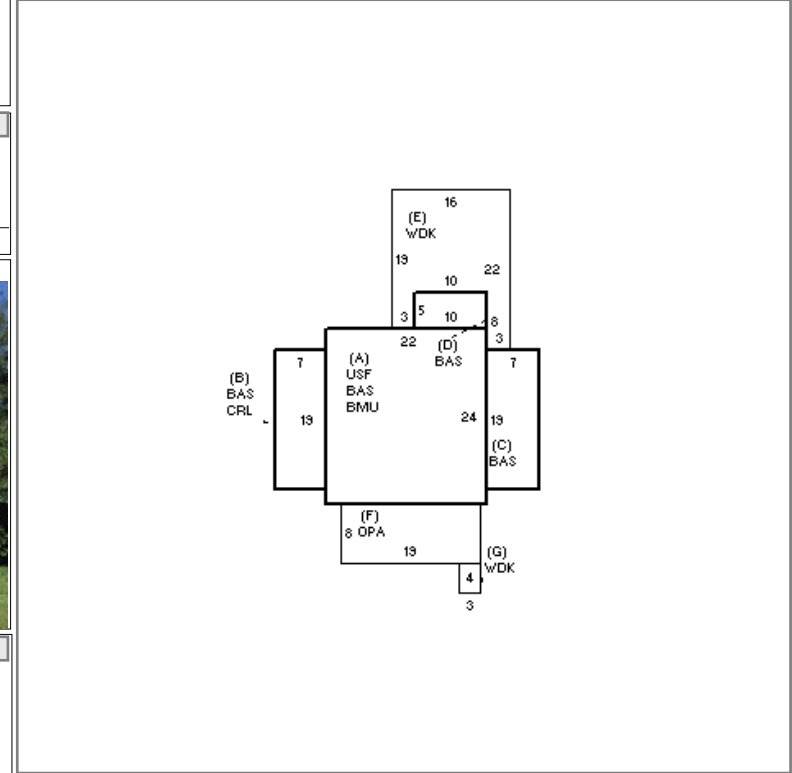 16
(E)
WDK
19
22
10
3
5
10
8
22
(D)
BAS
3
7
(A)
USF
BAS
BMU
7
(B)
BAS
CRL
19
24
19
(C)
BAS
(F)
8 OPA
19
(G)
WDK
4
3